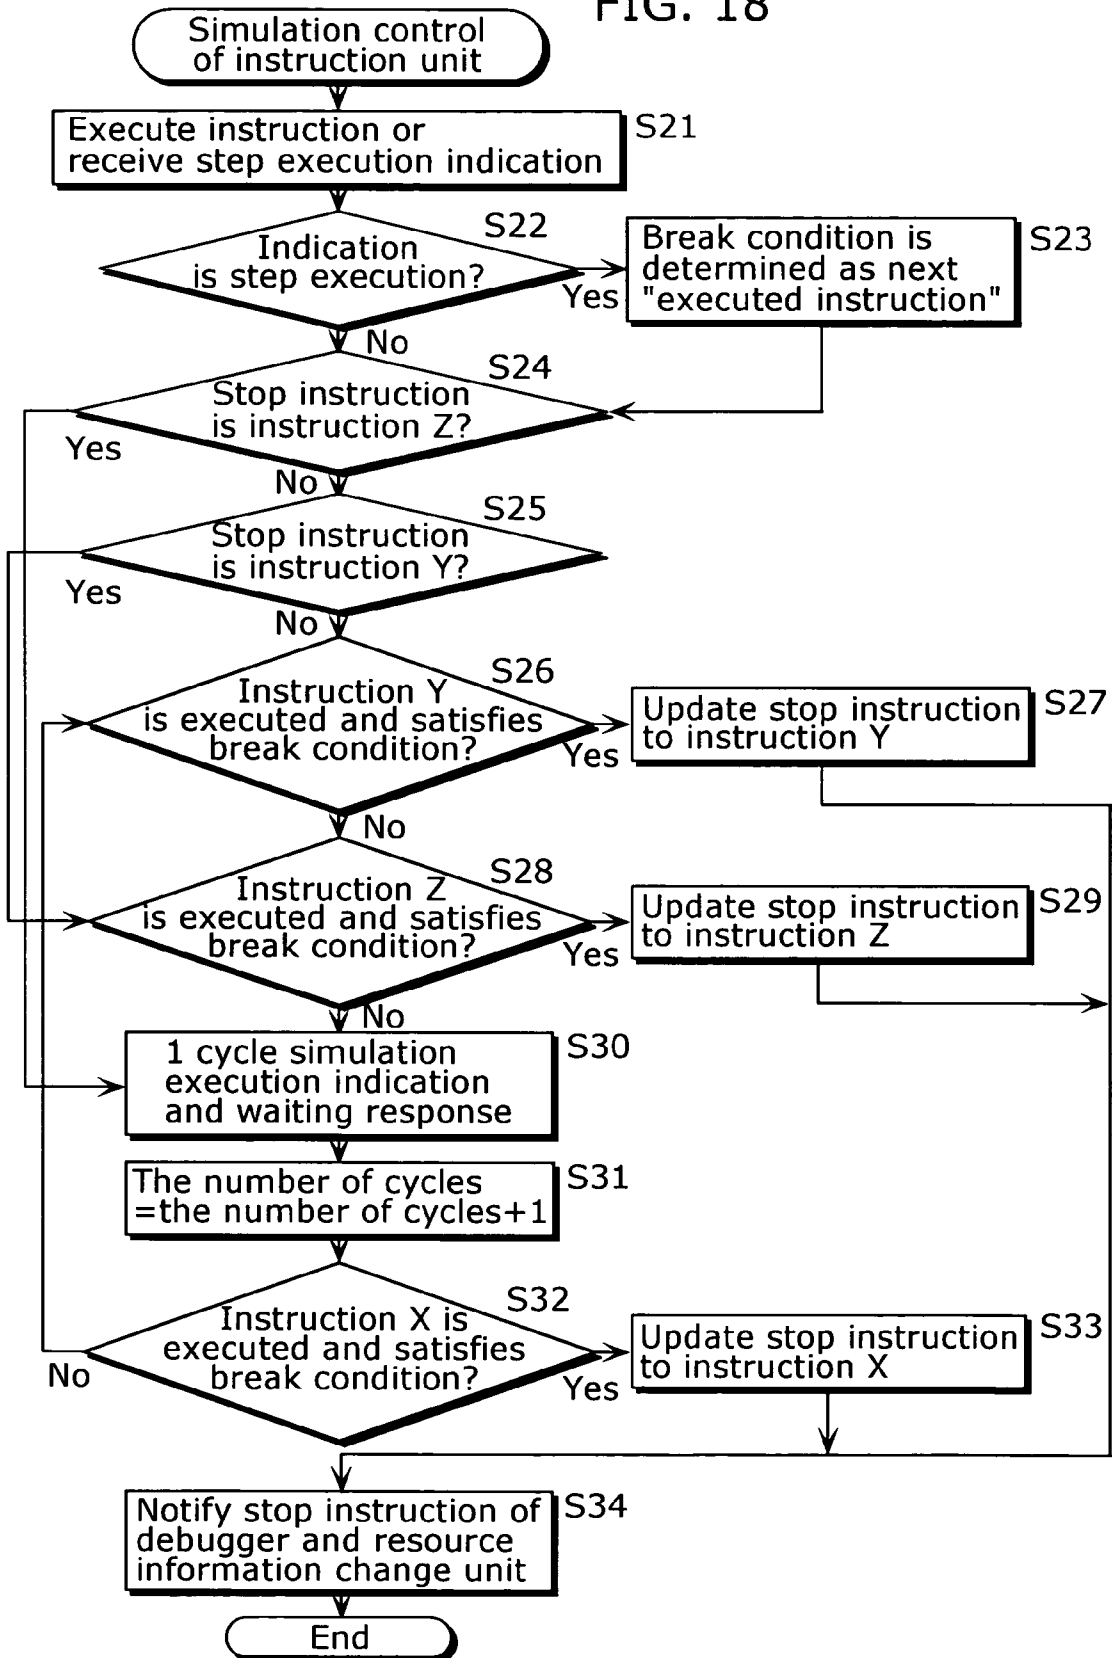 FIG. 18
Simulation control
of instruction unit
Execute instruction or
receive step execution indication
S21
Indication
is step execution?
S22
Yes
No
Break condition is
determined as next
"executed instruction"
S23
Stop instruction
is instruction Z?
S24
Yes
No
Stop instruction
is instruction Y?
S25
Yes
No
Instruction Y
is executed and satisfies
break condition?
S26
Yes
No
Update stop instruction
to instruction Y
S27
Instruction Z
is executed and satisfies
break condition?
S28
Yes
No
Update stop instruction
to instruction Z
S29
1 cycle simulation
execution indication
and waiting response
S30
The number of cycles
=the number of cycles+1
S31
Instruction X is
executed and satisfies
break condition?
S32
No
Yes
Update stop instruction
to instruction X
S33
Notify stop instruction of
debugger and resource
information change unit
S34
End